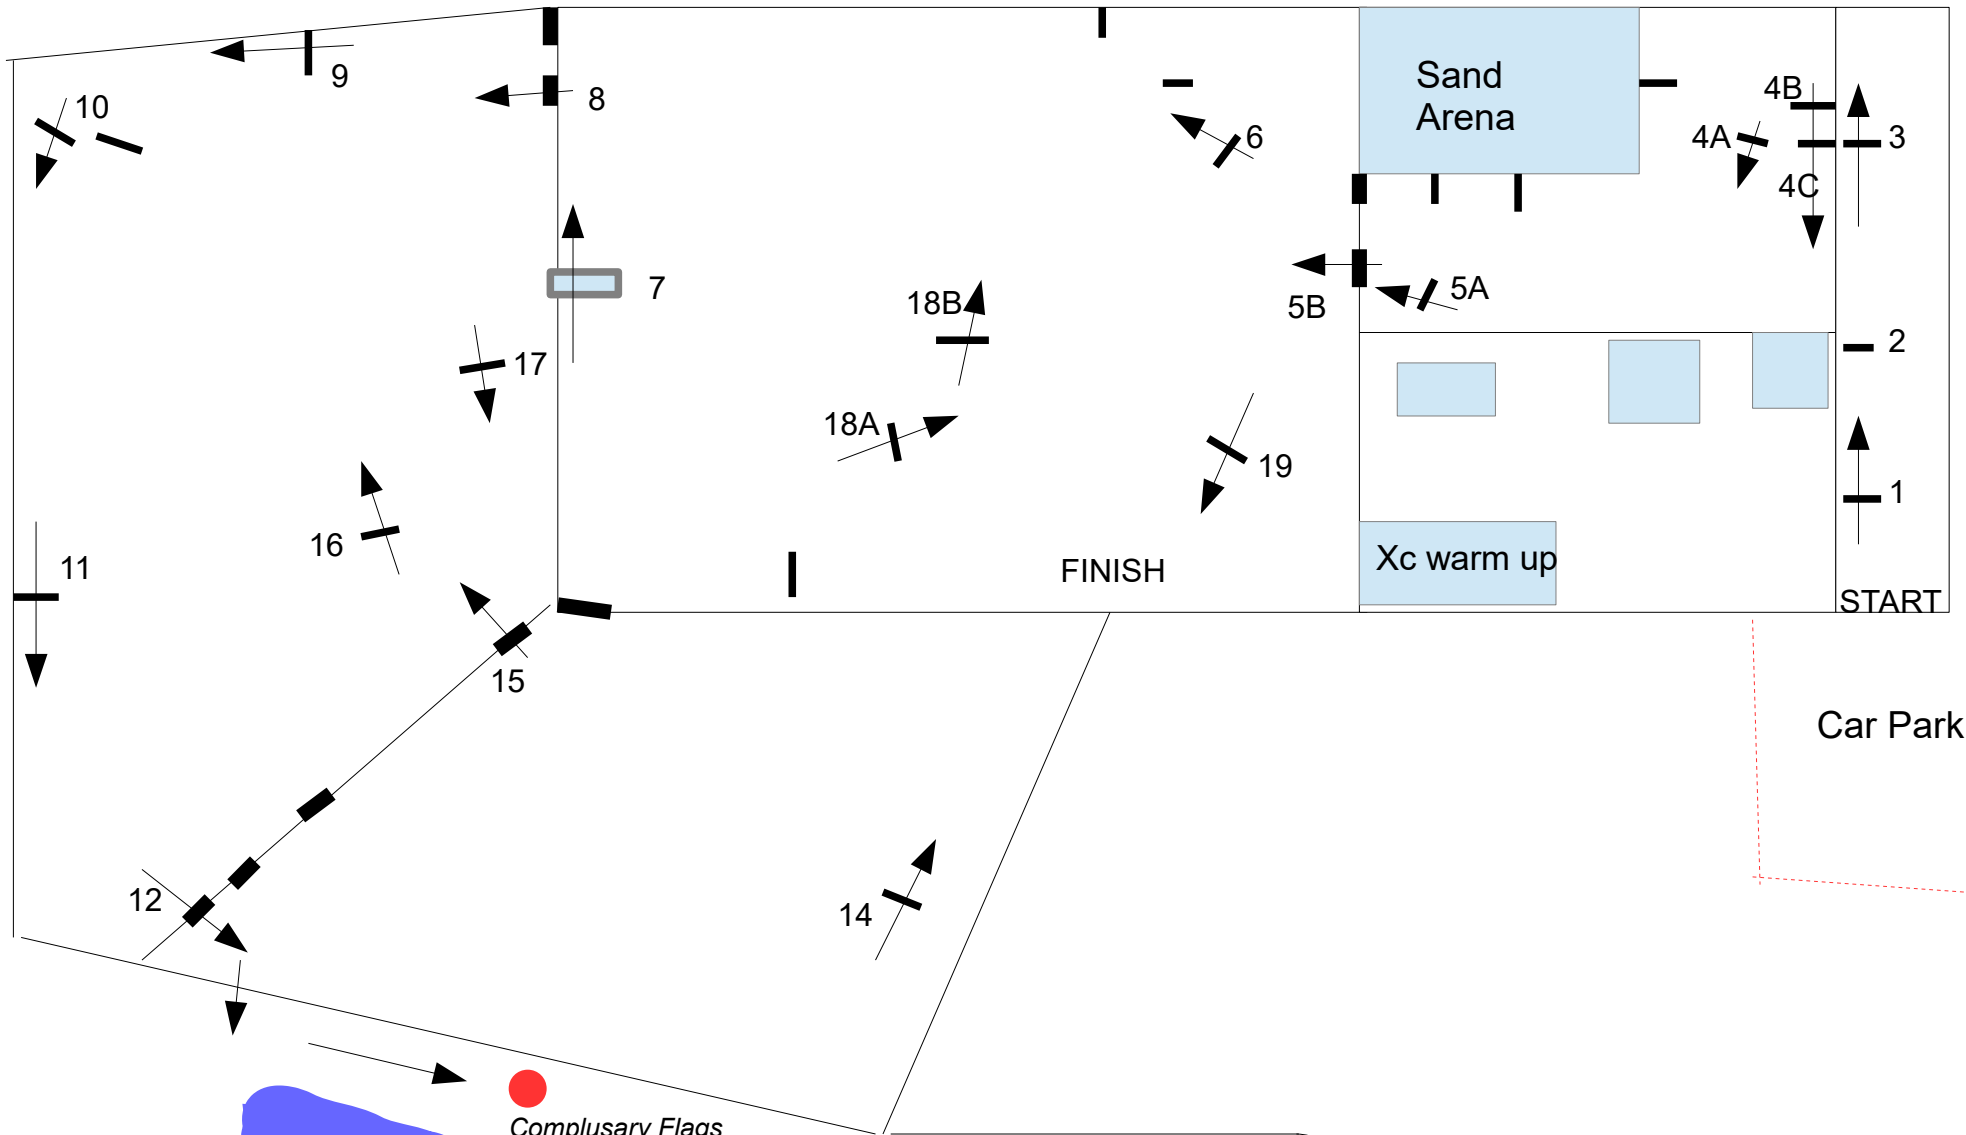 9
8
10
Sand
Arena
6
4B
4A
3
4C
7
5A
5B
18B
17
2
18A
19
1
16
11
FINISH
Xc warm up
START
15
Car Park
12
14
Complusary Flags